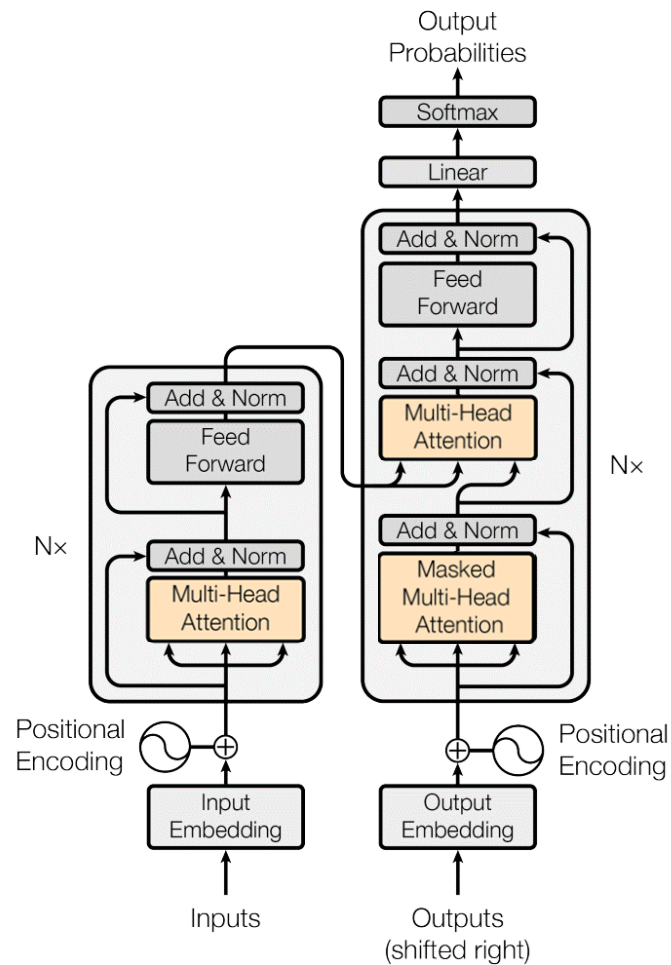 Output
Probabilities
Softmax
Linear
Add & Norm
Feed
Forward
Add & Norm
Multi-Head
Attention
Nx
Add & Norm
Masked
Multi-Head
Attention
Add & Norm
Feed
Forward
Nx
Add & Norm
Multi-Head
Attention
Positional
Encoding
Positional
Encoding
Input
Embedding
Output
Embedding
Inputs
Outputs
(shifted right)